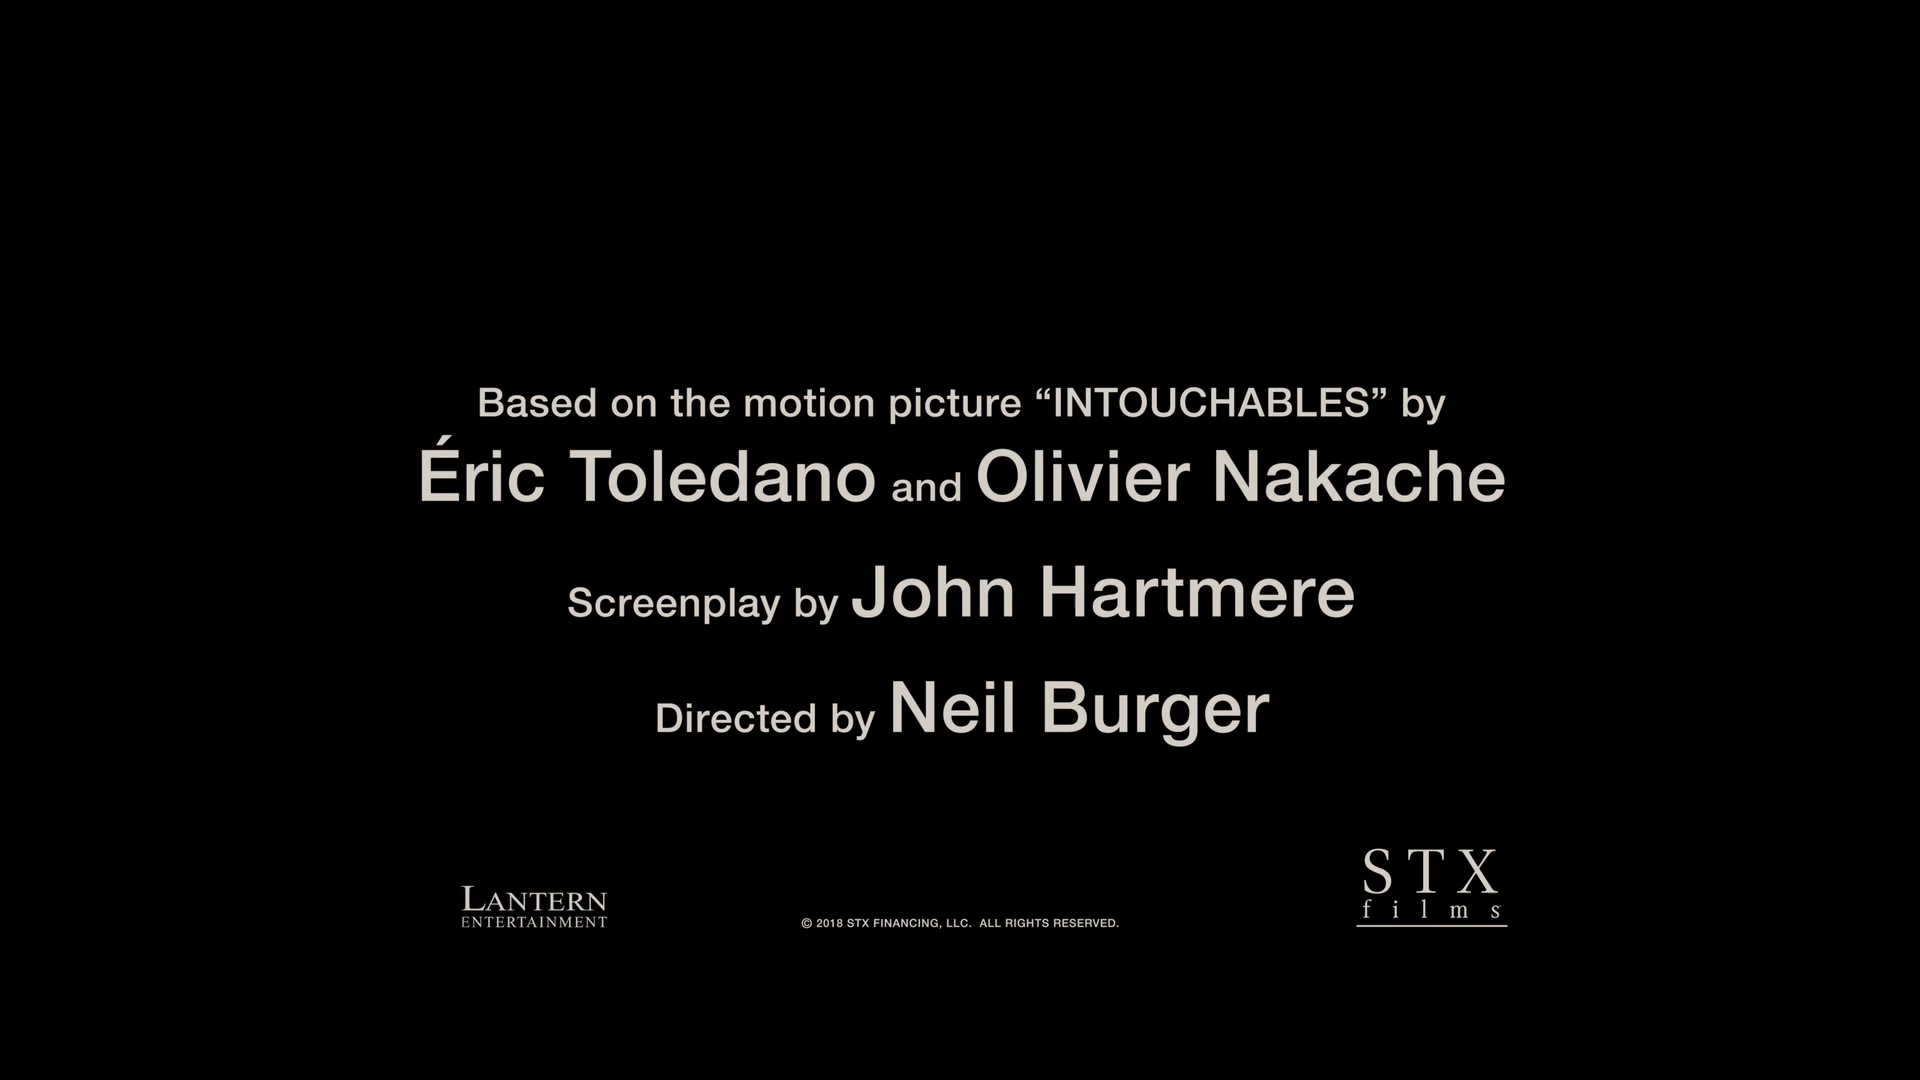 Based on the motion picture “INTOUCHABLES” by
Éric Toledano and Olivier Nakache
Screenplay by John Hartmere
Directed by Neil Burger
LANTERN
ENTERTAINMENT
© 2018 STX FINANCING, LLC. ALL RIGHTS RESERVED.
STX
films